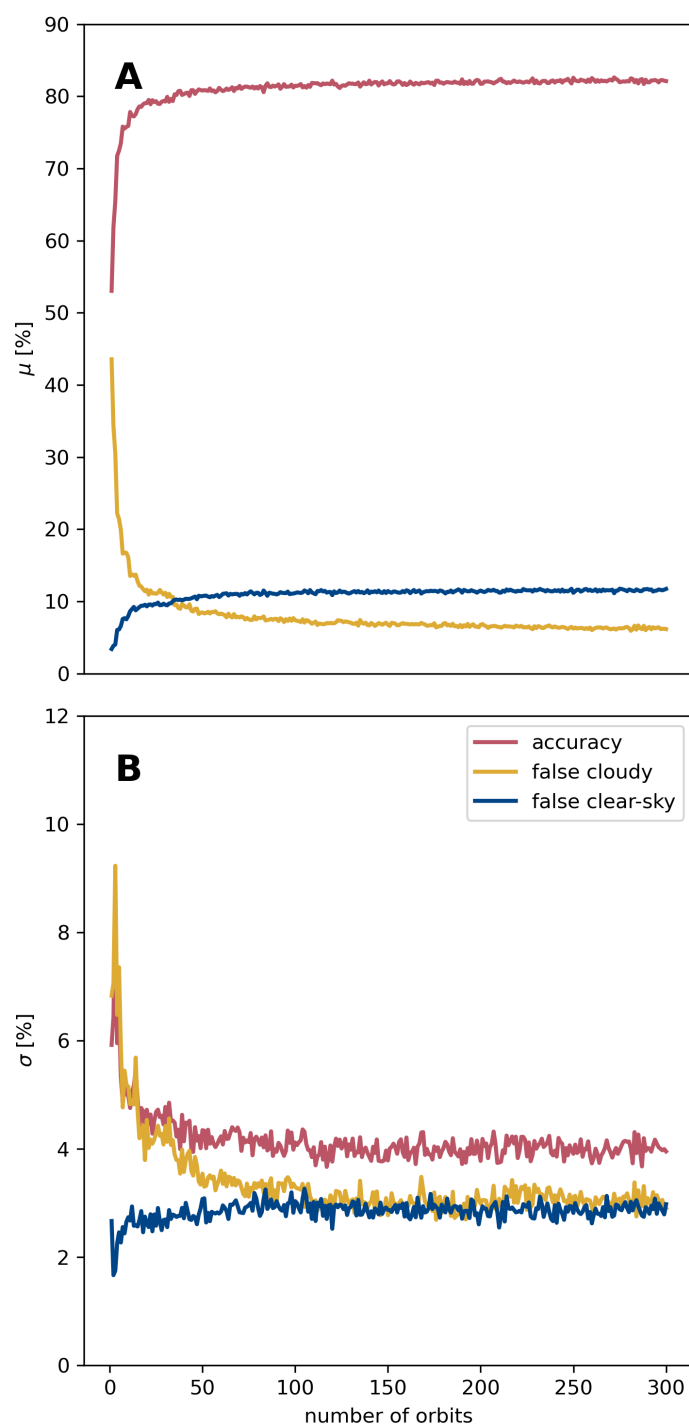 90
A
80
70
60
50
μ [%]
40
30
20
10
0
12
B
accuracy
false cloudy
false clear-sky
10
8
6
σ [%]
4
2
0
0 50 100 150 200 250 300
number of orbits